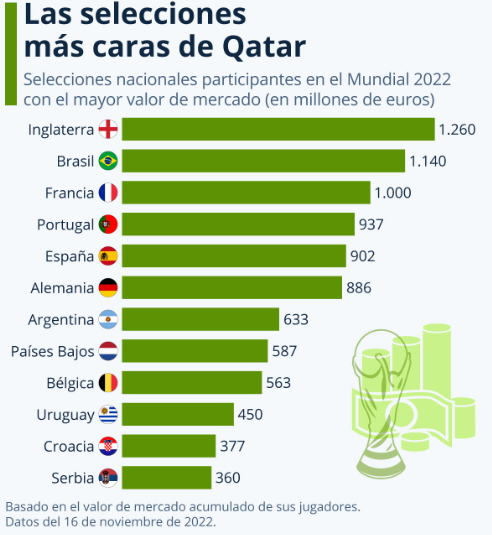 Las selecciones
más caras de Qatar
Selecciones nacionales participantes en el Mundial 2022
con el mayor valor de mercado (en millones de euros)
Inglaterra 1.260
Brasil 1.140
Francia 1.000
Portugal 937
España 902
Alemania 886
Argentina 633
Países Bajos 587
Bélgica 563
Uruguay 450
Croacia 377
Serbia 360
Basado en el valor de mercado acumulado de sus jugadores.
Datos del 16 de noviembre de 2022.